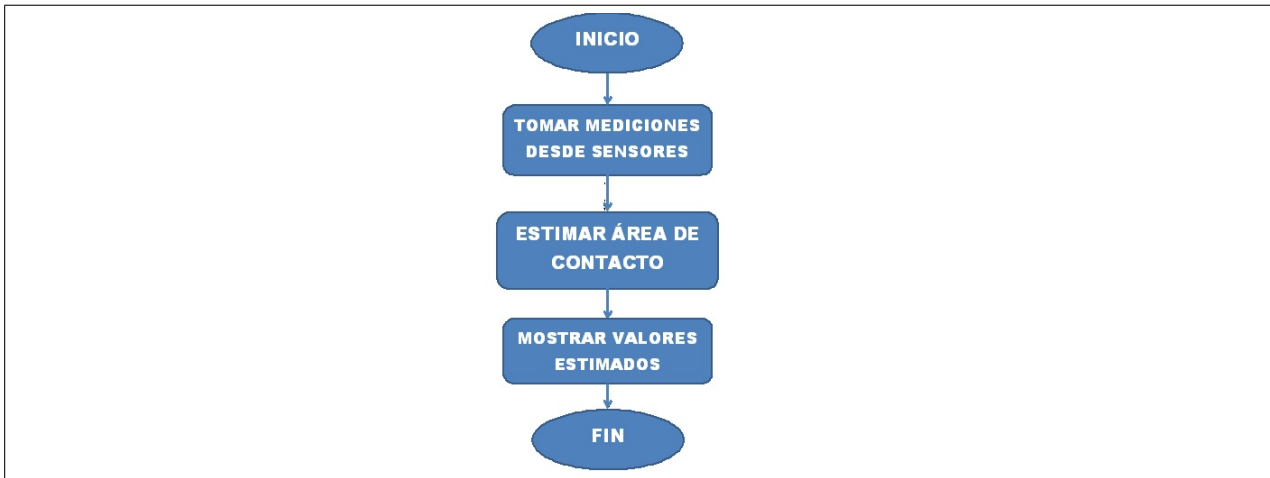 INICIO
TOMAR MEDICIONES
DESDE SENSORES
ESTIMAR ÁREA DE
CONTACTO
MOSTRAR VALORES
ESTIMADOS
FIN